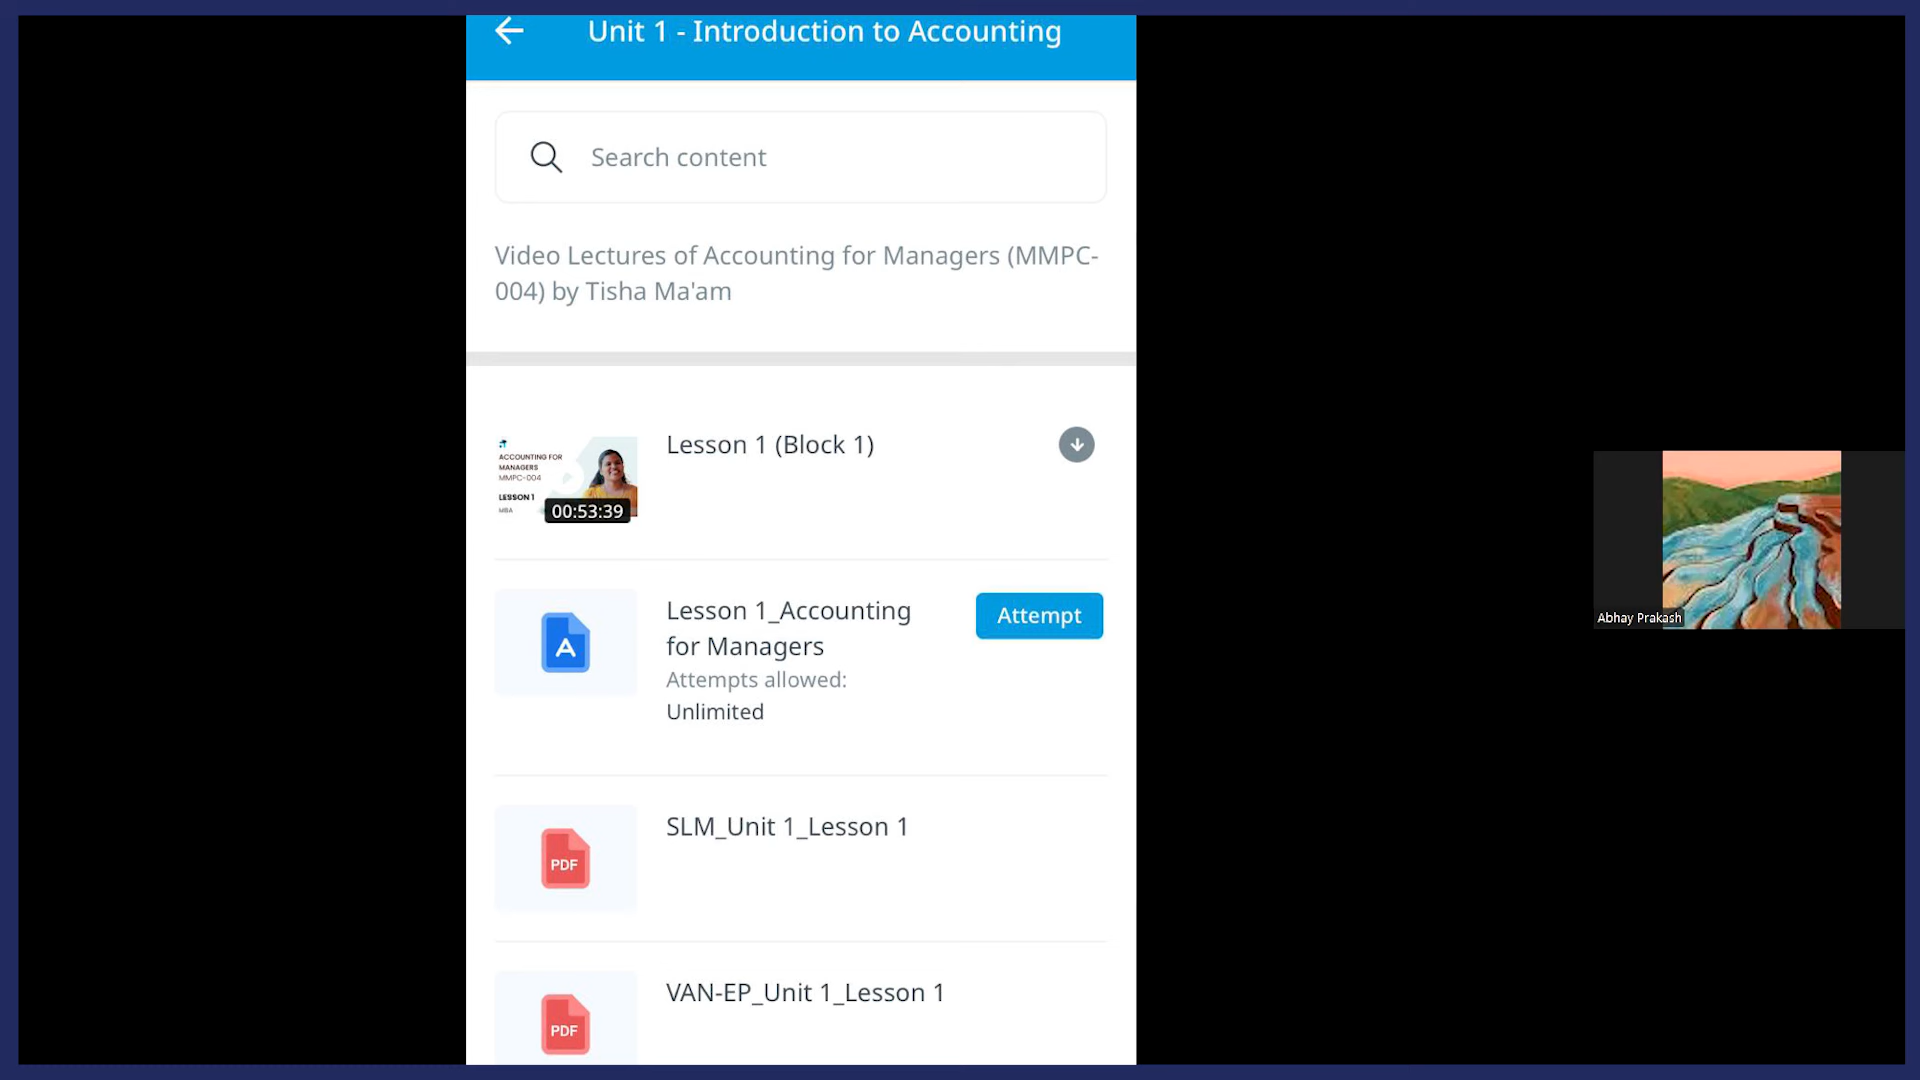 Unit 1 - Introduction to Accounting
Search content
Video Lectures of Accounting for Managers (MMPC-
004) by Tisha Ma'am
Lesson 1 (Block 1)
ACCOUNTING FOR
MANAGERS
MMPC-004
LESSON 1
MBA
00:53:39
Lesson 1_Accounting
for Managers
Attempts allowed:
Unlimited
Attempt
A
SLM_Unit 1_Lesson 1
PDF
VAN-EP_Unit 1_Lesson 1
PDF
Abhay Prakash